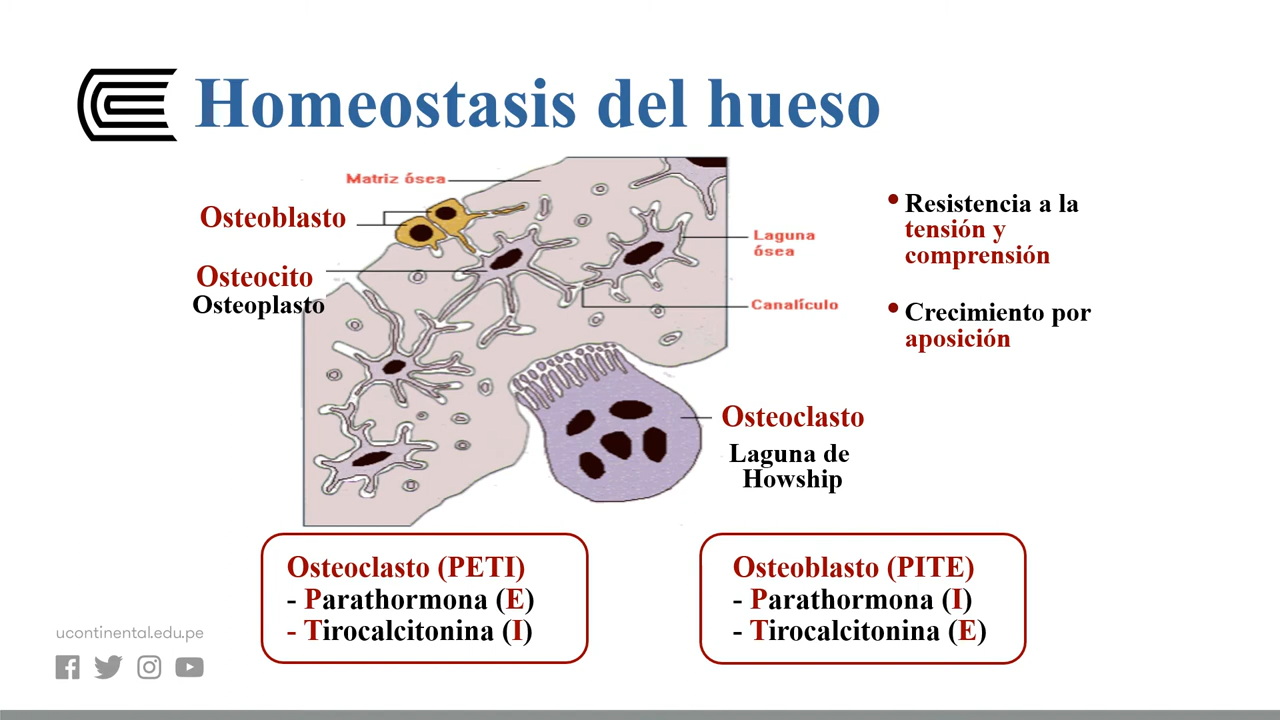 Homeostasis del hueso
Matriz ósea
Osteoblasto
Osteocito
Osteoplasto
Laguna
ósea
Canalículo
Osteoclasto
Laguna de
Howship
• Resistencia a la
tensión y
comprensión
• Crecimiento por
aposición
Osteoclasto (PETI)
- Parathormona (E)
- Tirocalcitonina (I)
Osteoblasto (PITE)
- Parathormona (I)
- Tirocalcitonina (E)
ucontinental.edu.pe